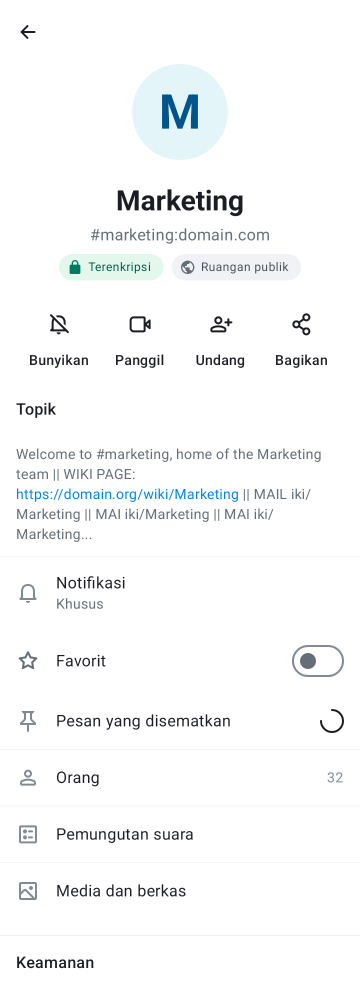 M
Marketing
#marketing:domain.com
Terenkripsi
Ruangan publik
Bunyikan
Panggil
Undang
Bagikan
Topik
Welcome to #marketing, home of the Marketing
team || WIKI PAGE:
https://domain.org/wiki/Marketing || MAIL iki/
Marketing || MAI iki/Marketing || MAI iki/
Marketing...
Notifikasi
Khusus
Favorit
Pesan yang disematkan
Orang
32
Pemungutan suara
Media dan berkas
Keamanan